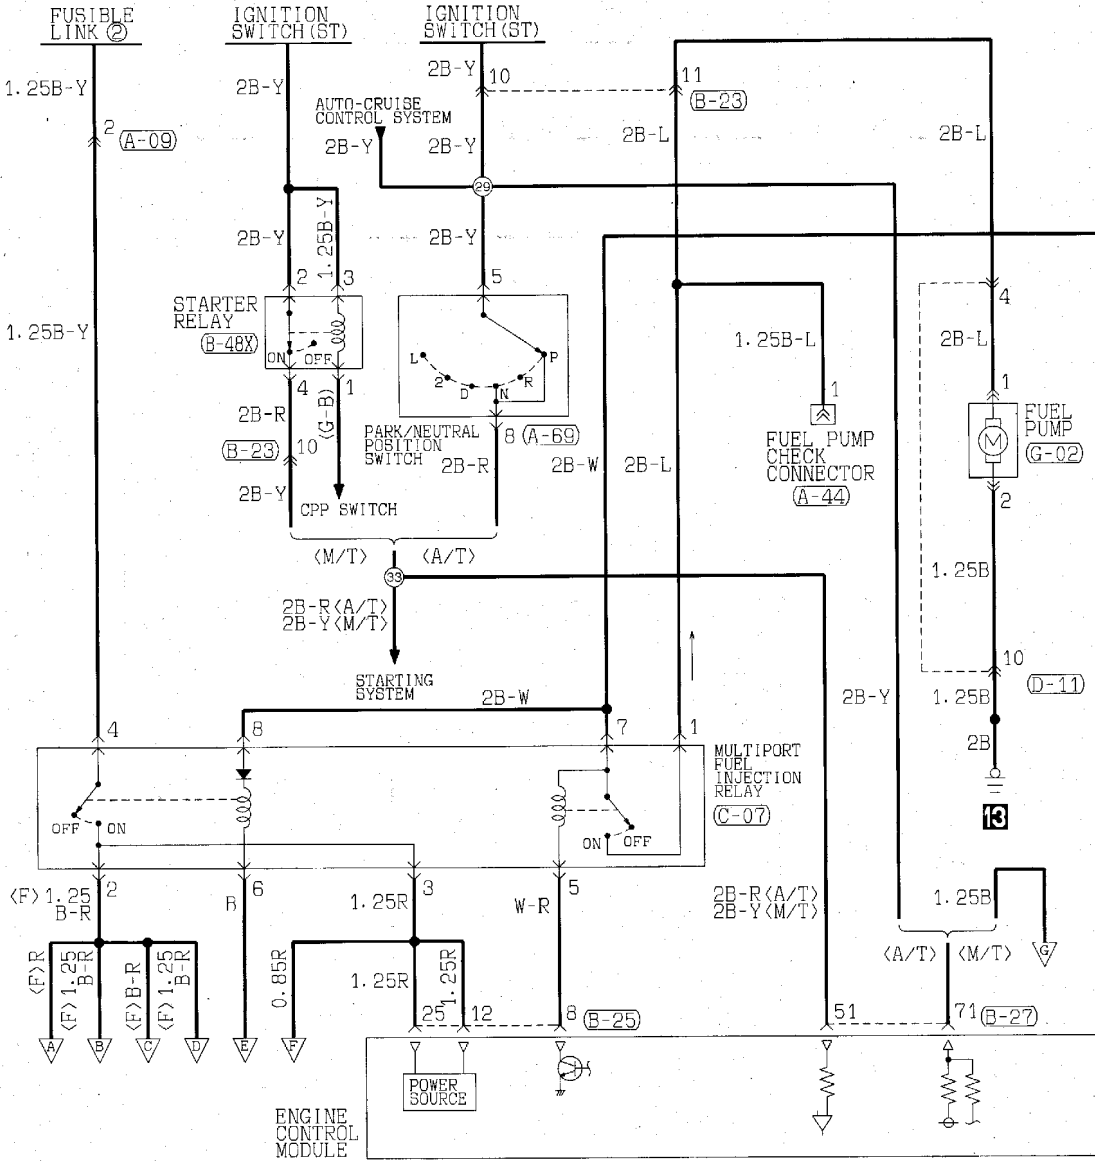 FUSIBLE
LINK ②
IGNITION
SWITCH(ST)
IGNITION
SWITCH(ST)
1.25B-Y
2B-Y
2B-Y
10
11
(B-23)
2
(A-09)
AUTO-CRUISE
CONTROL SYSTEM
2B-Y
2B-Y
2B-L
2B-L
29
2B-Y
1.25B-Y
2B-Y
2
3
5
4
STARTER
RELAY
(B-48X)
ON
OFF
1.25B-Y
L
2
D
N
R
P
1.25B-L
2B-L
4
1
8
(A-69)
1
1
2B-R
(G-B)
PARK/NEUTRAL
POSITION
SWITCH
FUEL PUMP
CHECK
CONNECTOR
(A-44)
M
FUEL
PUMP
(G-02)
(B-23)
10
2B-R
2B-W
2B-L
2B-Y
CPP SWITCH
2
<M/T>
<A/T>
33
1.25B
2B-R<A/T>
2B-Y<M/T>
STARTING
SYSTEM
10
(D-11)
2B-W
2B-Y
1.25B
4
8
7
1
2B
MULTIPORT
FUEL
INJECTION
RELAY
(C-07)
13
OFF
ON
ON
OFF
2
6
3
5
<F>1.25
B-R
B
1.25R
W-R
2B-R<A/T>
2B-Y<M/T>
1.25B
<F>R
<F>1.25
B-R
<F>B-R
<F>1.25
B-R
0.85R
1.25R
1.25R
<A/T>
<M/T>
G
25
12
8
(B-25)
51
71
(B-27)
A
B
C
D
E
F
POWER
SOURCE
ENGINE
CONTROL
MODULE